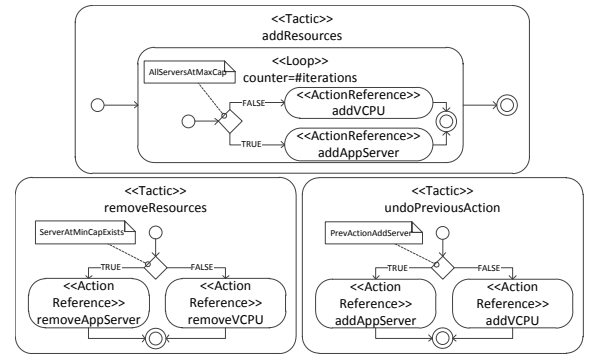 <<Tactic>>
addResources
<<Loop>>
counter=#iterations
AllServersAtMaxCap
FALSE
<<ActionReference>>
addVCPU
TRUE
<<ActionReference>>
addAppServer
<<Tactic>>
removeResources
ServerAtMinCapExists
TRUE
FALSE
<<Action
Reference>>
removeAppServer
<<Action
Reference>>
removeVCPU
<<Tactic>>
undoPreviousAction
PrevActionAddServer
TRUE
FALSE
<<Action
Reference>>
addAppServer
<<Action
Reference>>
addVCPU